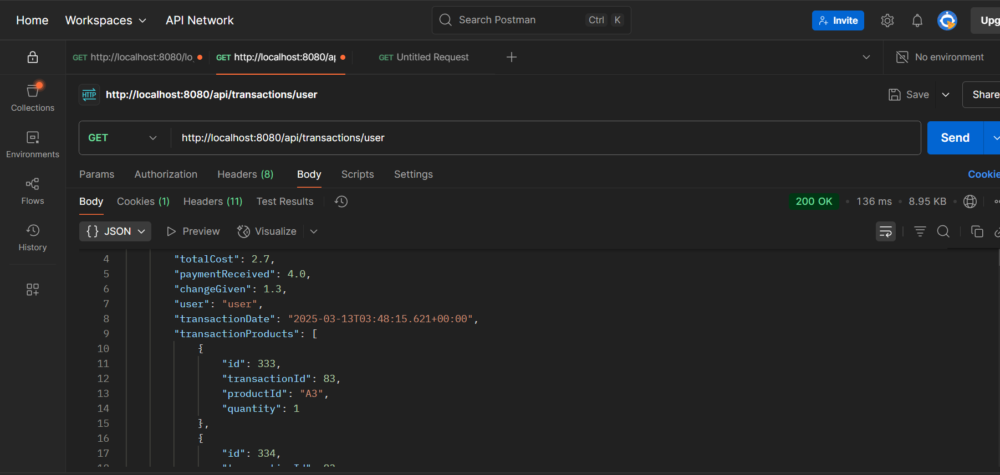 Home Workspaces API Network Search Postman Ctrl K Invite Upg
GET http://localhost:8080/lo GET http://localhost:8080/ap GET Untitled Request No environment
HTTP http://localhost:8080/api/transactions/user Save Share
Collections
GET http://localhost:8080/api/transactions/user Send
Environments
Params Authorization Headers (8) Body Scripts Settings Cookie
Flows
Body Cookies (1) Headers (11) Test Results 200 OK • 136 ms • 8.95 KB •
{} JSON Preview Visualize
History
4 "totalCost": 2.7,
5 "paymentReceived": 4.0,
6 "changeGiven": 1.3,
7 "user": "user",
8 "transactionDate": "2025-03-13T03:48:15.621+00:00",
9 "transactionProducts": [
10 {
11 "id": 333,
12 "transactionId": 83,
13 "productId": "A3",
14 "quantity": 1
15 },
16 {
17 "id": 334,